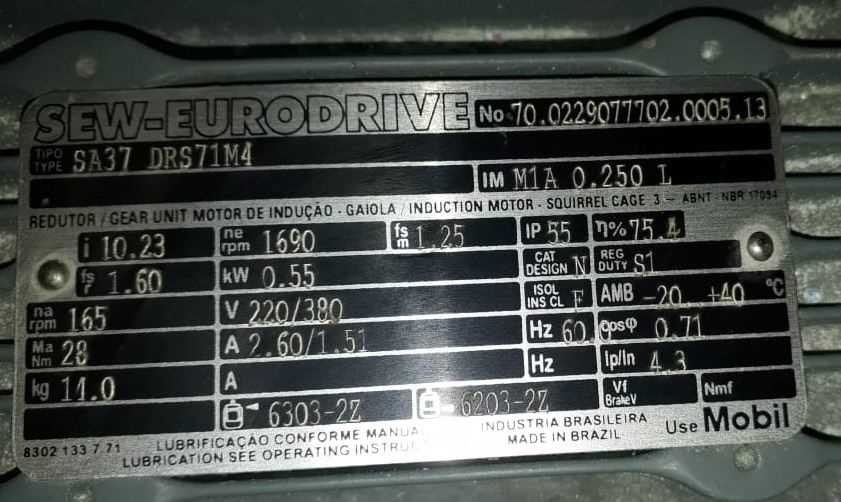 SEW-EURODRIVE No 70.0229077702.0005.13
TIPO TYPE SA37 DRS71M4
IM M1A 0.250 L
REDUTOR / GEAR UNIT MOTOR DE INDUÇÃO - GAIOLA / INDUCTION MOTOR - SQUIRREL CAGE 3 ~ ABNT - NBR 17094
i 10.23 ne rpm 1690 fs m 1.25 IP 55 η% 75.4
fs r 1.60 kW 0.55 CAT DESIGN N REG DUTY S1
na rpm 165 V 220/380 ISOL INS CL F AMB -20...+40 °C
Ma Nm 28 A 2.60/1.51 Hz 60.0 cosφ 0.71
kg 11.0 A Hz Ip/In 4.3
6303-2Z 6203-2Z Vf Brake V Nmf
8302 133 7.71 LUBRIFICAÇÃO CONFORME INDUSTRIA BRASILEIRA Use Mobil
LUBRICATION SEE OPERATING MADE IN BRAZIL